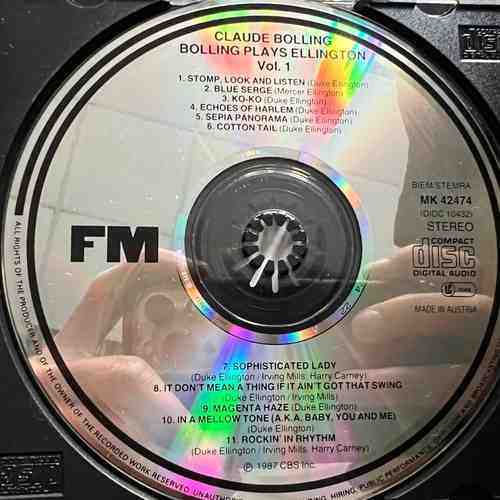 CLAUDE BOLLING
BOLLING PLAYS ELLINGTON
Vol. 1
1. STOMP, LOOK AND LISTEN (Duke Ellington)
2. BLUE SERGE (Mercer Ellington)
3. KO-KO (Duke Ellington)
4. ECHOES OF HARLEM (Duke Ellington)
5. SEPIA PANORAMA (Duke Ellington)
6. COTTON TAIL (Duke Ellington)
BIEM/STEMRA
MK 42474
(DIDC 10432)
STEREO
COMPACT
disc
DIGITAL AUDIO
MADE IN AUSTRIA
FM
7. SOPHISTICATED LADY
(Duke Ellington / Irving Mills, Harry Carney)
8. IT DON'T MEAN A THING IF IT AIN'T GOT THAT SWING
(Duke Ellington / Irving Mills)
9. MAGENTA HAZE (Duke Ellington)
10. IN A MELLOW TONE (A.K.A. BABY, YOU AND ME)
(Duke Ellington)
11. ROCKIN' IN RHYTHM
(Duke Ellington / Irving Mills, Harry Carney)
© 1987 CBS Inc.
ALL RIGHTS OF THE PRODUCER AND OF THE OWNER OF THE RECORDED WORK RESERVED. HIRING, PUBLIC PERFORMANCE